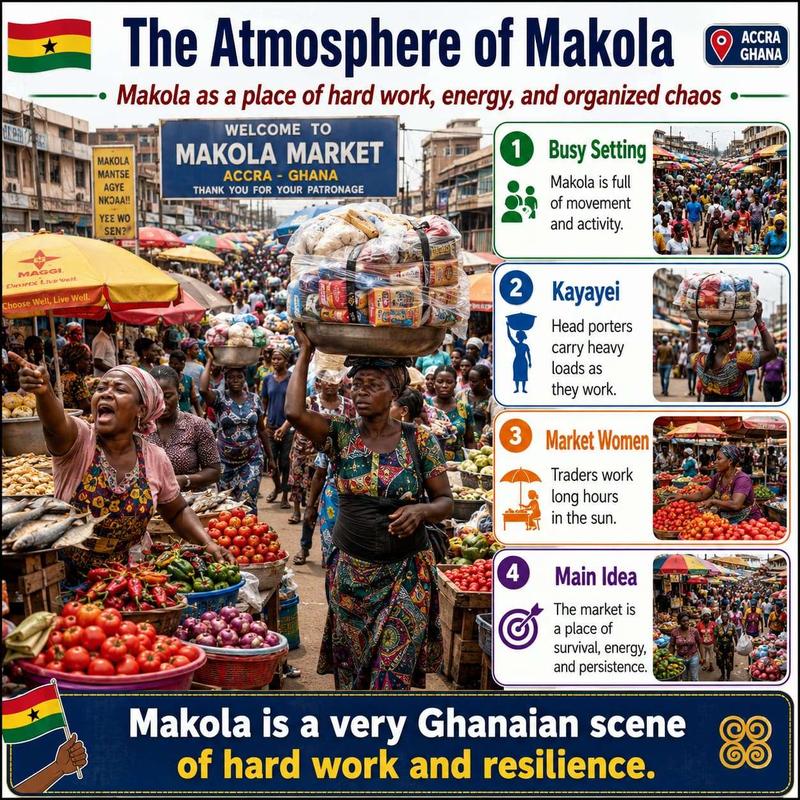 The Atmosphere of Makola
ACCRA
GHANA
Makola as a place of hard work, energy, and organized chaos
WELCOME TO
MAKOLA MARKET
ACCRA - GHANA
THANK YOU FOR YOUR PATRONAGE
MAKOLA
MANTSE
AGYE
NKƆAA!!
YƐƐ WO
SƐN?
MAGGI
Choose Well, Live Well.
1 Busy Setting
Makola is full
of movement
and activity.
2 Kayayei
Head porters
carry heavy
loads as
they work.
3 Market Women
Traders work
long hours
in the sun.
4 Main Idea
The market is
a place of
survival, energy,
and persistence.
Makola is a very Ghanaian scene
of hard work and resilience.